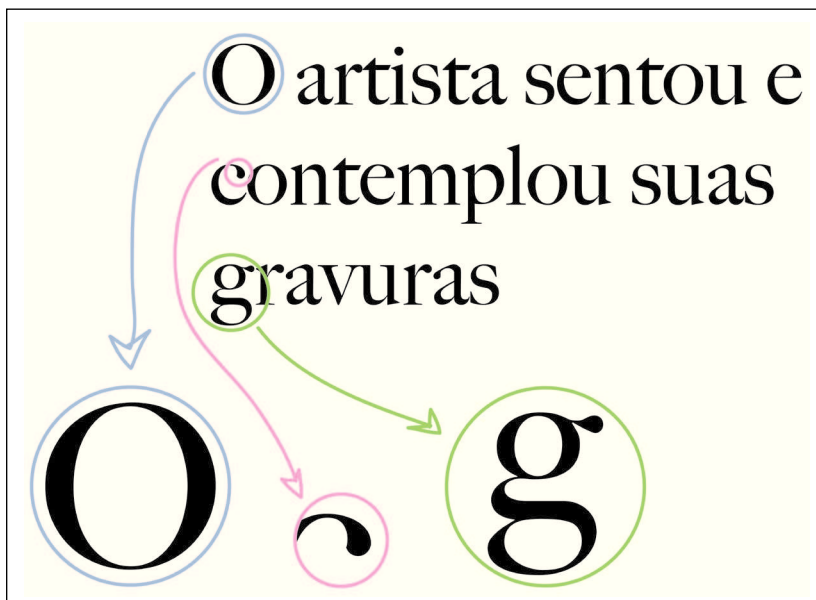 O artista sentou e
contemplou suas
gravuras
O
g